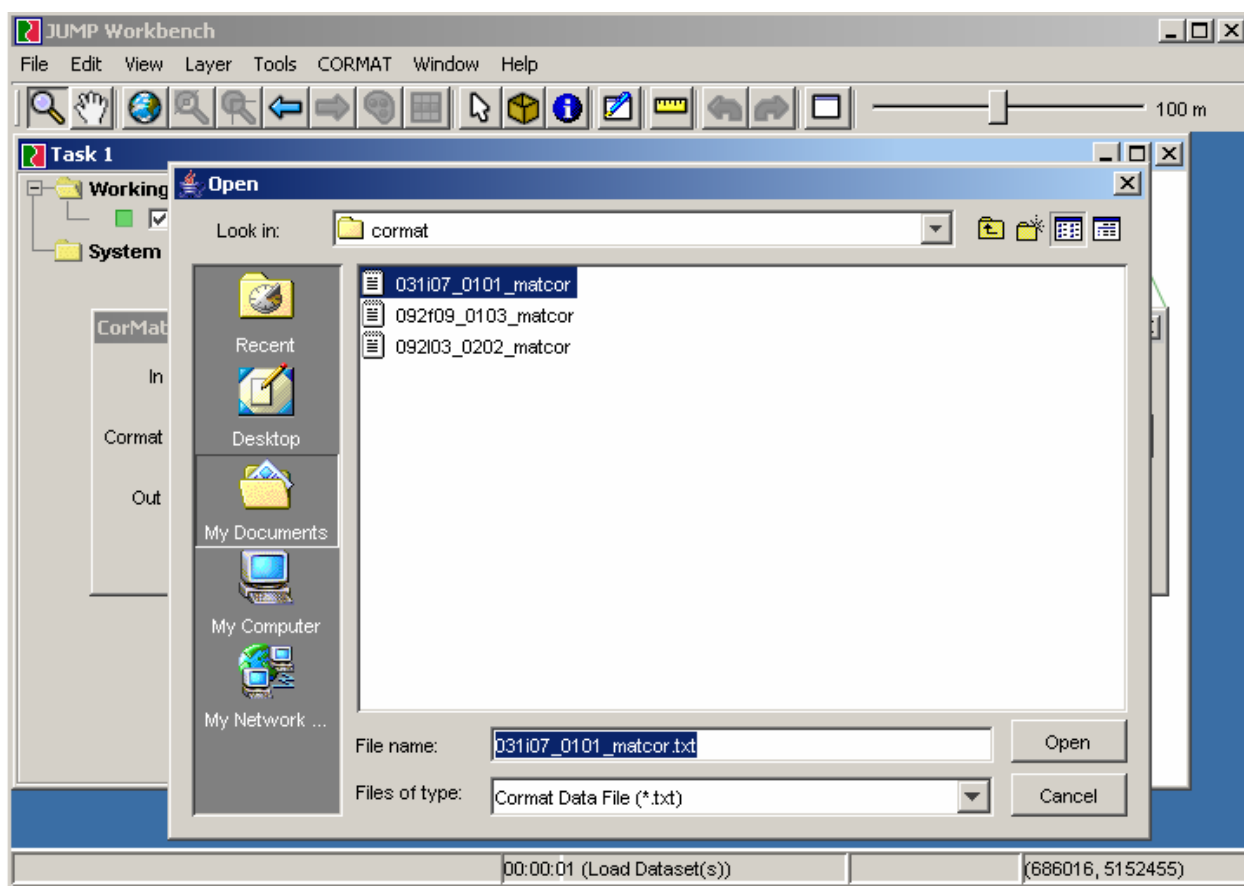 JUMP Workbench
File Edit View Layer Tools CORMAT Window Help
100 m
Task 1
Working
System
Open
Look in: cormat
Recent
Desktop
My Documents
My Computer
My Network ...
031i07_0101_matcor
092f09_0103_matcor
092l03_0202_matcor
CorMat
In
Cormat
Out
File name: 031i07_0101_matcor.txt
Open
Files of type: Cormat Data File (*.txt)
Cancel
00:00:01 (Load Dataset(s))
(686016, 5152455)